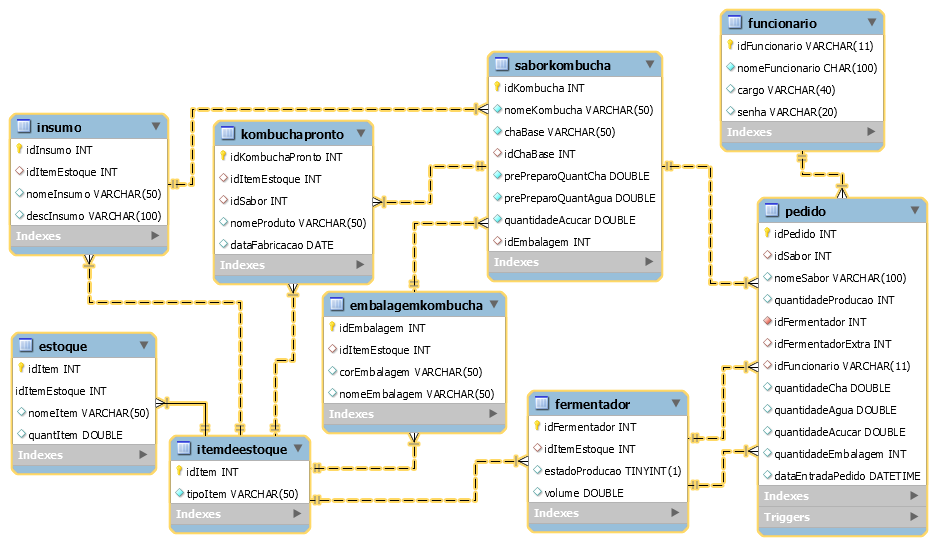 funcionario
idFuncionario VARCHAR(11)
nomeFuncionario CHAR(100)
cargo VARCHAR(40)
senha VARCHAR(20)
Indexes
saborkombucha
idKombucha INT
nomeKombucha VARCHAR(50)
chaBase VARCHAR(50)
idChaBase INT
prePreparoQuantCha DOUBLE
prePreparoQuantAgua DOUBLE
quantidadeAcucar DOUBLE
idEmbalagem INT
Indexes
insumo
idInsumo INT
idItemEstoque INT
nomeInsumo VARCHAR(50)
descInsumo VARCHAR(100)
Indexes
kombuchapronto
idKombuchaPronto INT
idItemEstoque INT
idSabor INT
nomeProduto VARCHAR(50)
dataFabricacao DATE
Indexes
pedido
idPedido INT
idSabor INT
nomeSabor VARCHAR(100)
quantidadeProducao INT
idFermentador INT
idFermentadorExtra INT
idFuncionario VARCHAR(11)
quantidadeCha DOUBLE
quantidadeAgua DOUBLE
quantidadeAcucar DOUBLE
quantidadeEmbalagem INT
dataEntradaPedido DATETIME
Indexes
Triggers
embalagemkombucha
idEmbalagem INT
idItemEstoque INT
corEmbalagem VARCHAR(50)
nomeEmbalagem VARCHAR(50)
Indexes
estoque
idItem INT
idItemEstoque INT
nomeItem VARCHAR(50)
quantItem DOUBLE
Indexes
fermentador
idFermentador INT
idItemEstoque INT
estadoProducao TINYINT(1)
volume DOUBLE
Indexes
itemdeestoque
idItem INT
tipoItem VARCHAR(50)
Indexes